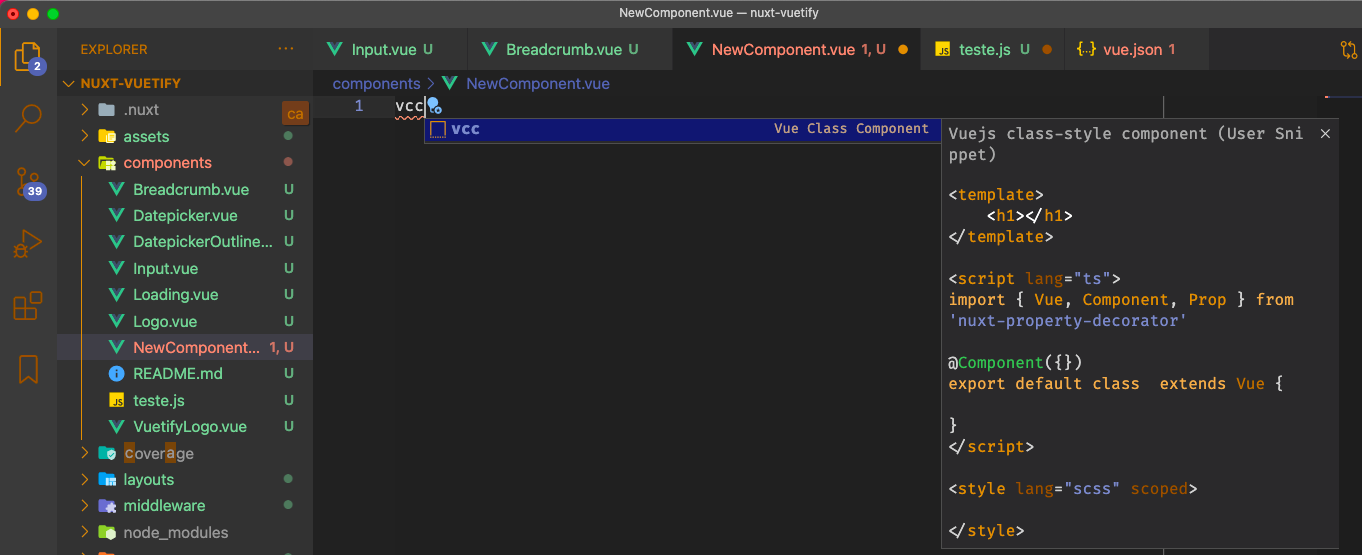 NewComponent.vue — nuxt-vuetify
2
39
EXPLORER ...
NUXT-VUETIFY
.nuxt
ca
assets
components
Breadcrumb.vue U
Datepicker.vue U
DatepickerOutline... U
Input.vue U
Loading.vue U
Logo.vue U
NewComponent... 1, U
README.md U
JS teste.js U
VuetifyLogo.vue U
coverage
layouts
middleware
node_modules
Input.vue U
Breadcrumb.vue U
NewComponent.vue 1, U
JS teste.js U
{..} vue.json 1
components > NewComponent.vue
1 vcc
vcc Vue Class Component
Vuejs class-style component (User Sni
ppet)
<template>
<h1></h1>
</template>
<script lang="ts">
import { Vue, Component, Prop } from
'nuxt-property-decorator'
@Component({})
export default class  extends Vue {
}
</script>
<style lang="scss" scoped>
</style>